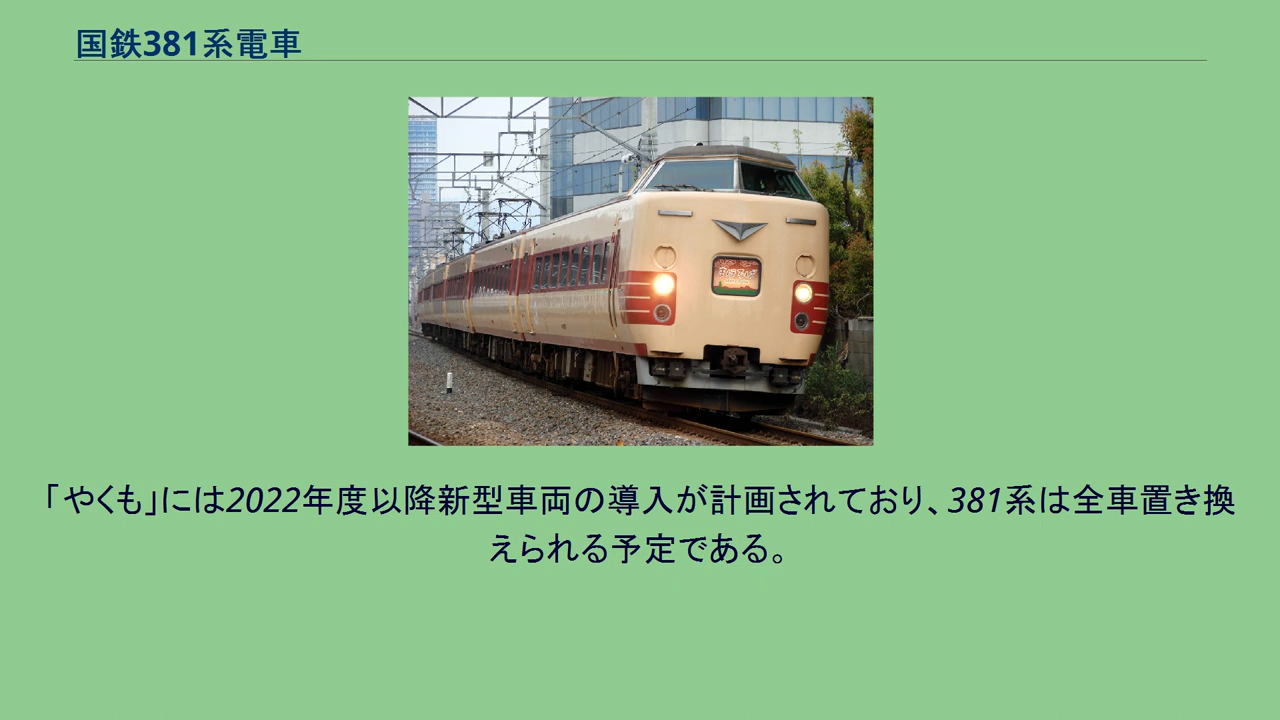 国鉄381系電車
「やくも」には2022年度以降新型車両の導入が計画されており、381系は全車置き換
えられる予定である。